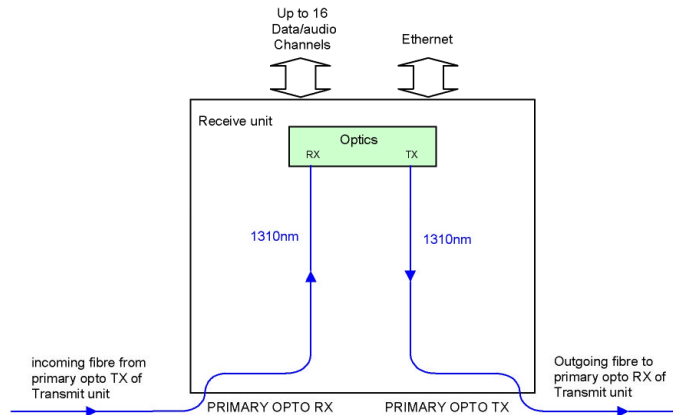 Up to 16
Data/audio
Channels
Ethernet
Receive unit
Optics
RX
TX
1310nm
1310nm
incoming fibre from
primary opto TX of
Transmit unit
Outgoing fibre to
primary opto RX of
Transmit unit
PRIMARY OPTO RX
PRIMARY OPTO TX